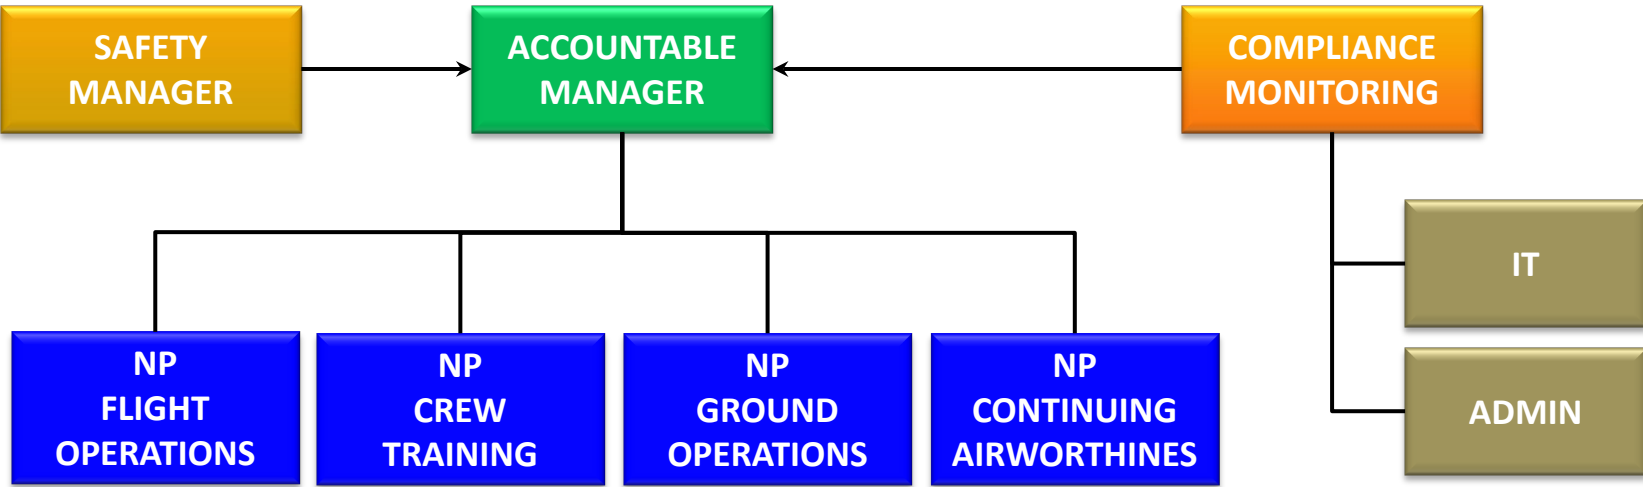 SAFETY
MANAGER
ACCOUNTABLE
MANAGER
COMPLIANCE
MONITORING
IT
ADMIN
NP
FLIGHT
OPERATIONS
NP
CREW
TRAINING
NP
GROUND
OPERATIONS
NP
CONTINUING
AIRWORTHINES